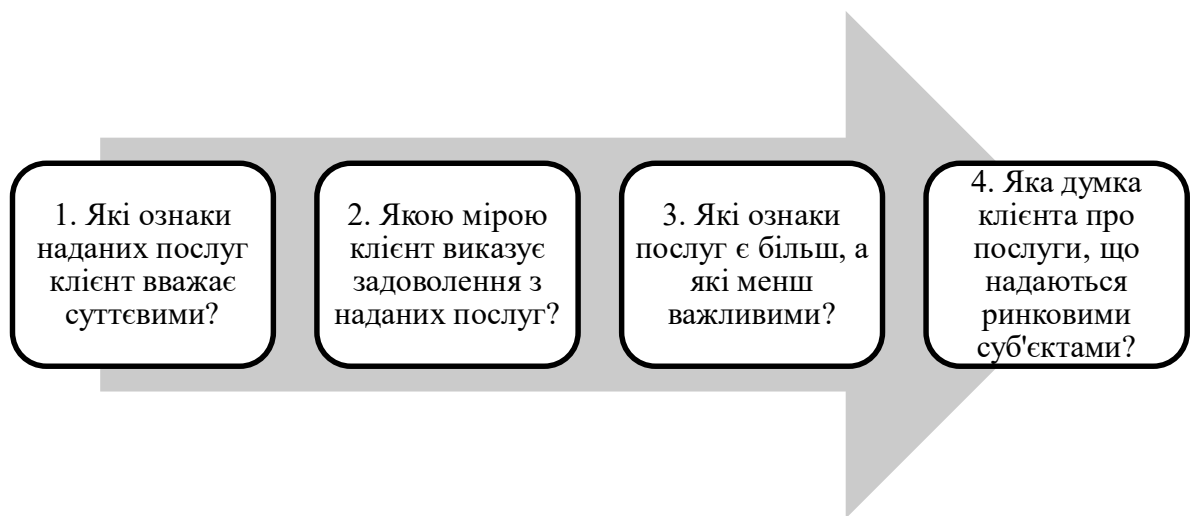 1. Які ознаки
наданих послуг
клієнт вважає
суттєвими?
2. Якою мірою
клієнт виказує
задоволення з
наданих послуг?
3. Які ознаки
послуг є більш, а
які менш
важливими?
4. Яка думка
клієнта про
послуги, що
надаються
ринковими
суб'єктами?